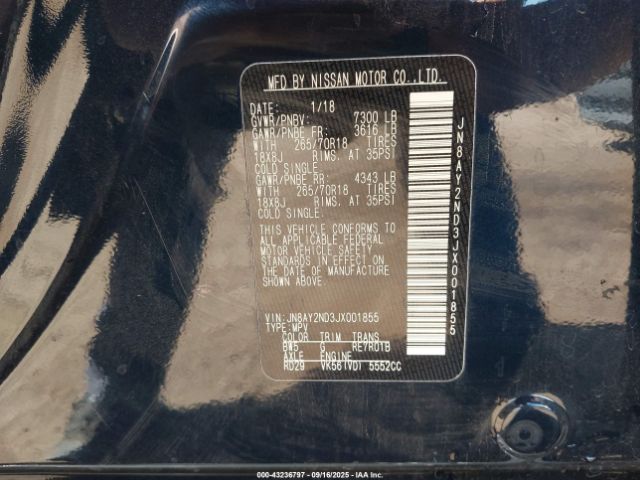 MFD BY NISSAN MOTOR CO.,LTD.
DATE: 1/18
GVWR/PNBV: 7300 LB
GAWR/PNBE FR: 3616 LB
WITH 265/70R18 TIRES
18X8J RIMS, AT 35PSI
COLD SINGLE
GAWR/PNBE RR: 4343 LB
WITH 265/70R18 TIRES
18X8J RIMS, AT 35PSI
COLD SINGLE.
THIS VEHICLE CONFORMS TO
ALL APPLICABLE FEDERAL
MOTOR VEHICLE SAFETY
STANDARDS IN EFFECT ON
THE DATE OF MANUFACTURE
SHOWN ABOVE.
VIN:JN8AY2ND3JX001855
TYPE:MPV
COLOR TRIM TRANS
BW5 G RE7R01B
AXLE ENGINE
RD29 VK56(VD) 5552CC
JN8AY2ND3JX001855
000-43236797 - 09/16/2025 - IAA Inc.